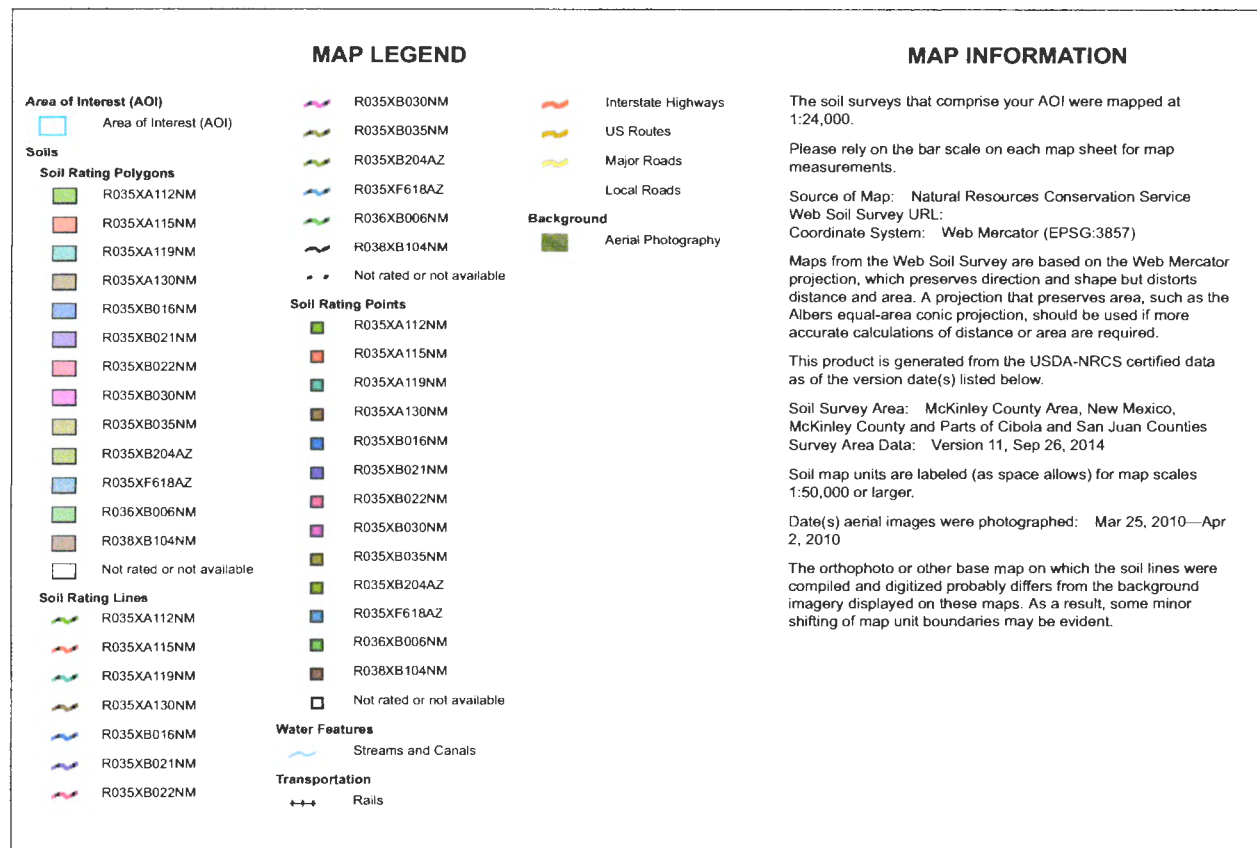 MAP LEGEND
Area of Interest (AOI)
Area of Interest (AOI)
Soils
Soil Rating Polygons
R035XA112NM
R035XA115NM
R035XA119NM
R035XA130NM
R035XB016NM
R035XB021NM
R035XB022NM
R035XB030NM
R035XB035NM
R035XB204AZ
R035XF618AZ
R036XB006NM
R038XB104NM
Not rated or not available
Soil Rating Lines
R035XA112NM
R035XA115NM
R035XA119NM
R035XA130NM
R035XB016NM
R035XB021NM
R035XB022NM
R035XB030NM
R035XB035NM
R035XB204AZ
R035XF618AZ
R036XB006NM
R038XB104NM
Not rated or not available
Soil Rating Points
R035XA112NM
R035XA115NM
R035XA119NM
R035XA130NM
R035XB016NM
R035XB021NM
R035XB022NM
R035XB030NM
R035XB035NM
R035XB204AZ
R035XF618AZ
R036XB006NM
R038XB104NM
Not rated or not available
Water Features
Streams and Canals
Transportation
Rails
Interstate Highways
US Routes
Major Roads
Local Roads
Background
Aerial Photography
MAP INFORMATION
The soil surveys that comprise your AOI were mapped at
1:24,000.
Please rely on the bar scale on each map sheet for map
measurements.
Source of Map: Natural Resources Conservation Service
Web Soil Survey URL:
Coordinate System: Web Mercator (EPSG:3857)
Maps from the Web Soil Survey are based on the Web Mercator
projection, which preserves direction and shape but distorts
distance and area. A projection that preserves area, such as the
Albers equal-area conic projection, should be used if more
accurate calculations of distance or area are required.
This product is generated from the USDA-NRCS certified data
as of the version date(s) listed below.
Soil Survey Area: McKinley County Area, New Mexico,
McKinley County and Parts of Cibola and San Juan Counties
Survey Area Data: Version 11, Sep 26, 2014
Soil map units are labeled (as space allows) for map scales
1:50,000 or larger.
Date(s) aerial images were photographed: Mar 25, 2010—Apr
2, 2010
The orthophoto or other base map on which the soil lines were
compiled and digitized probably differs from the background
imagery displayed on these maps. As a result, some minor
shifting of map unit boundaries may be evident.